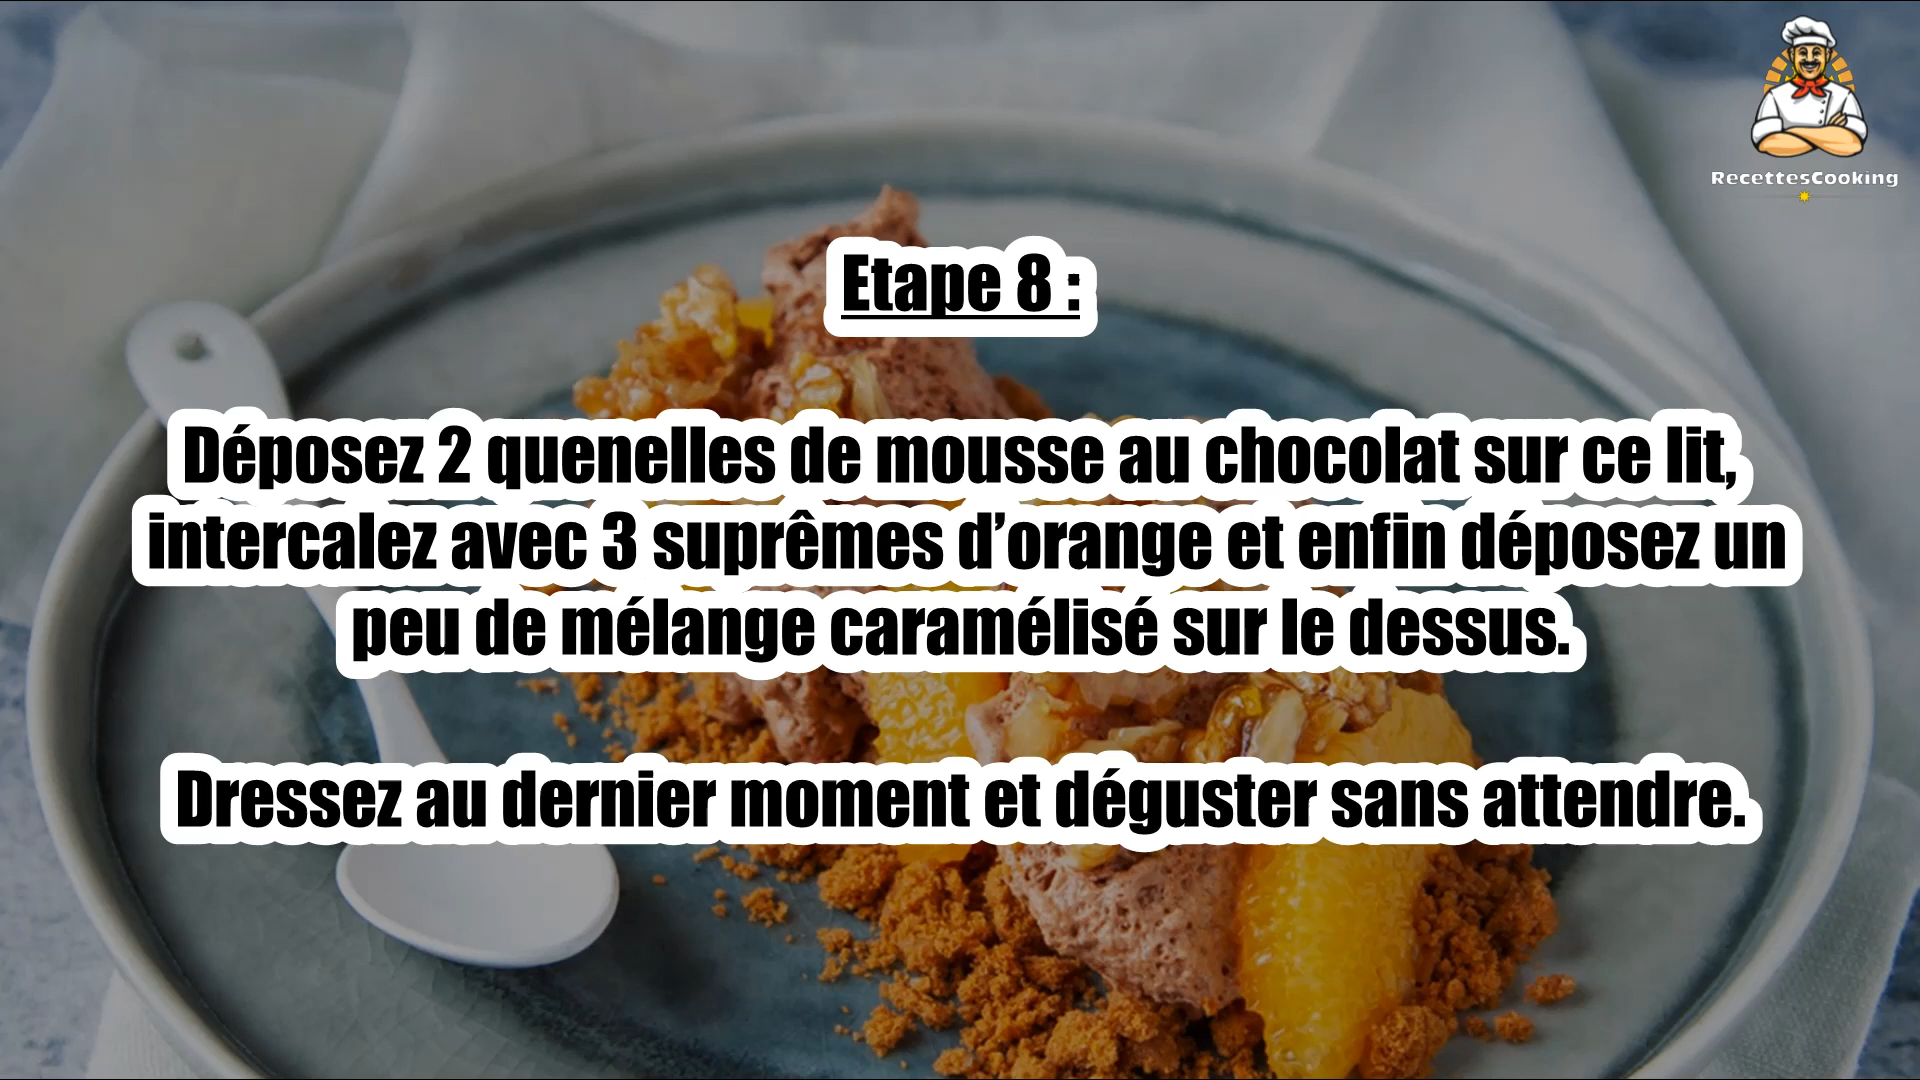 RecettesCooking
Etape 8 :
Déposez 2 quenelles de mousse au chocolat sur ce lit,
intercalez avec 3 suprêmes d’orange et enfin déposez un
peu de mélange caramélisé sur le dessus.
Dressez au dernier moment et déguster sans attendre.